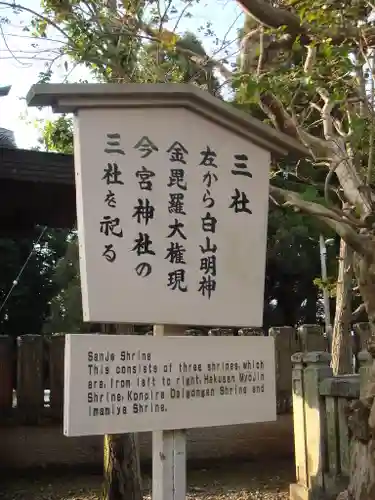 三社
左から白山明神
金毘羅大権現
今宮神社の
三社を祀る
Sanja Shrine
This consists of three shrines, which
are, from left to right, Hakusan Myojin
Shrine, Konpira Daigongen Shrine and
Imamiya Shrine.